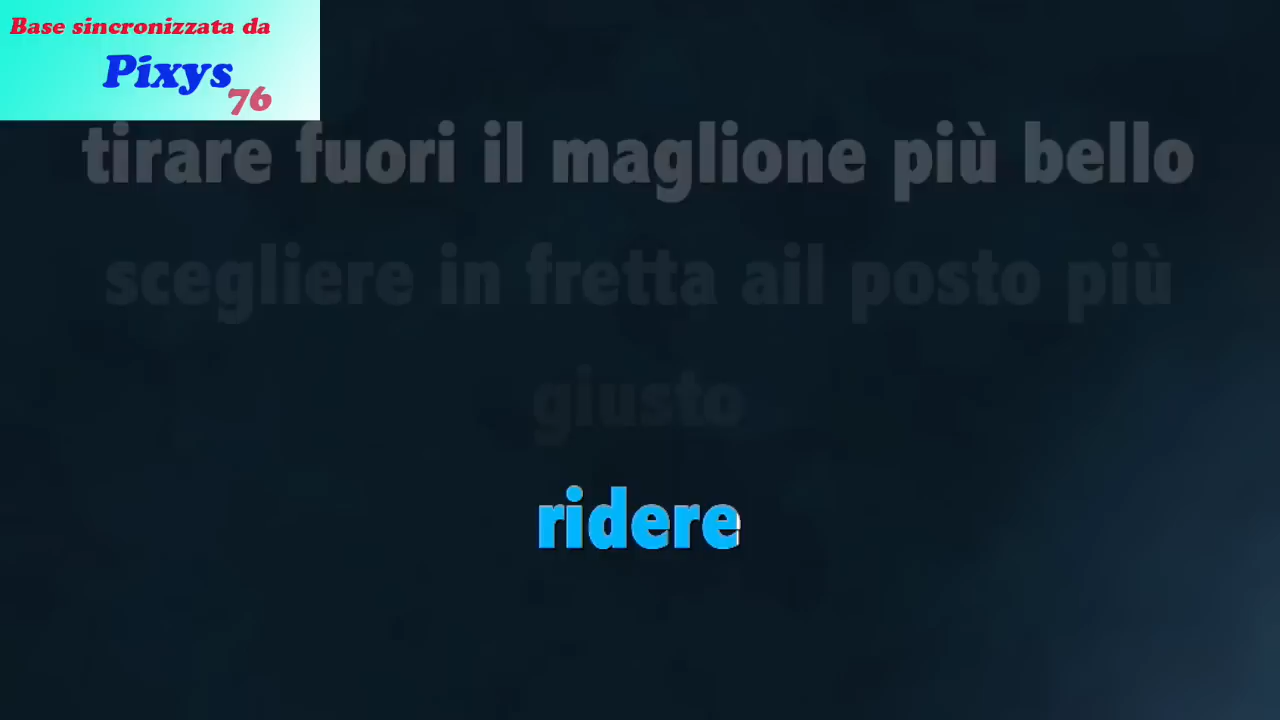 Base sincronizzata da
Pixys
76
tirare fuori il maglione più bello
scegliere in fretta ail posto più
giusto
ridere